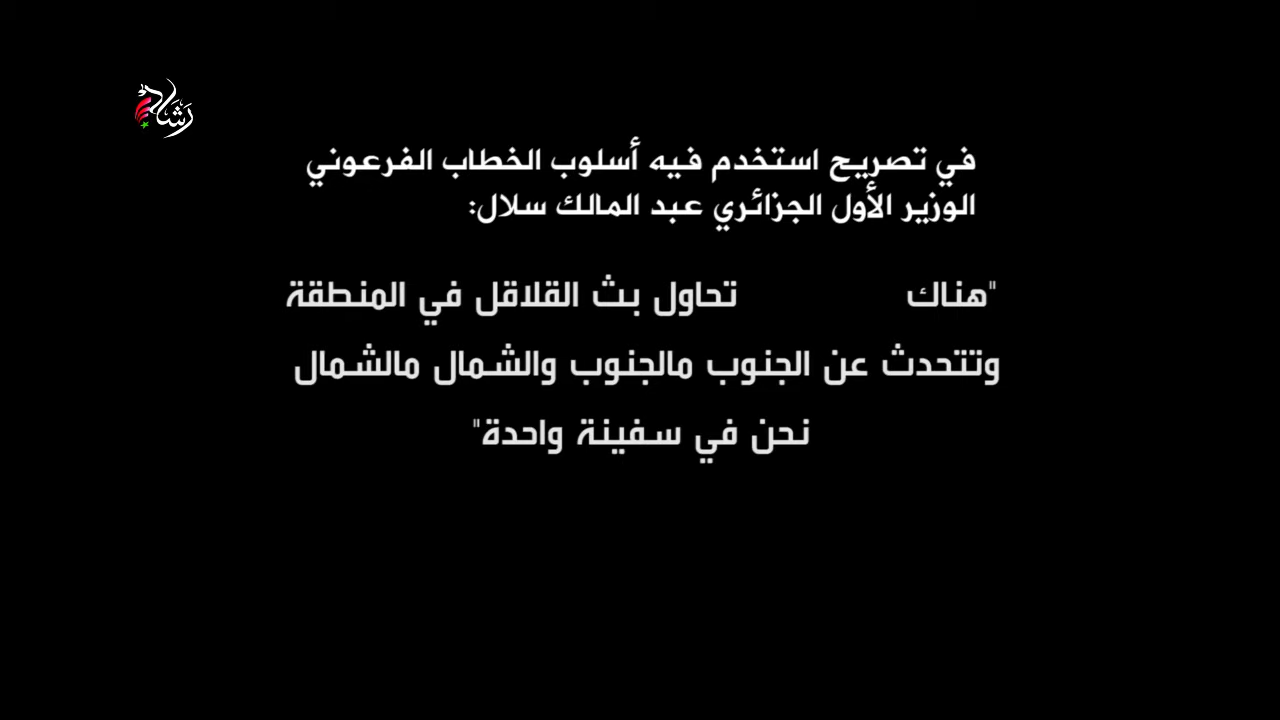 رشاد
في تصريح استخدم فيه أسلوب الخطاب الفرعوني
الوزير الأول الجزائري عبد المالك سلال:
"هناك تحاول بث القلاقل في المنطقة
وتتحدث عن الجنوب مالجنوب والشمال مالشمال
نحن في سفينة واحدة"